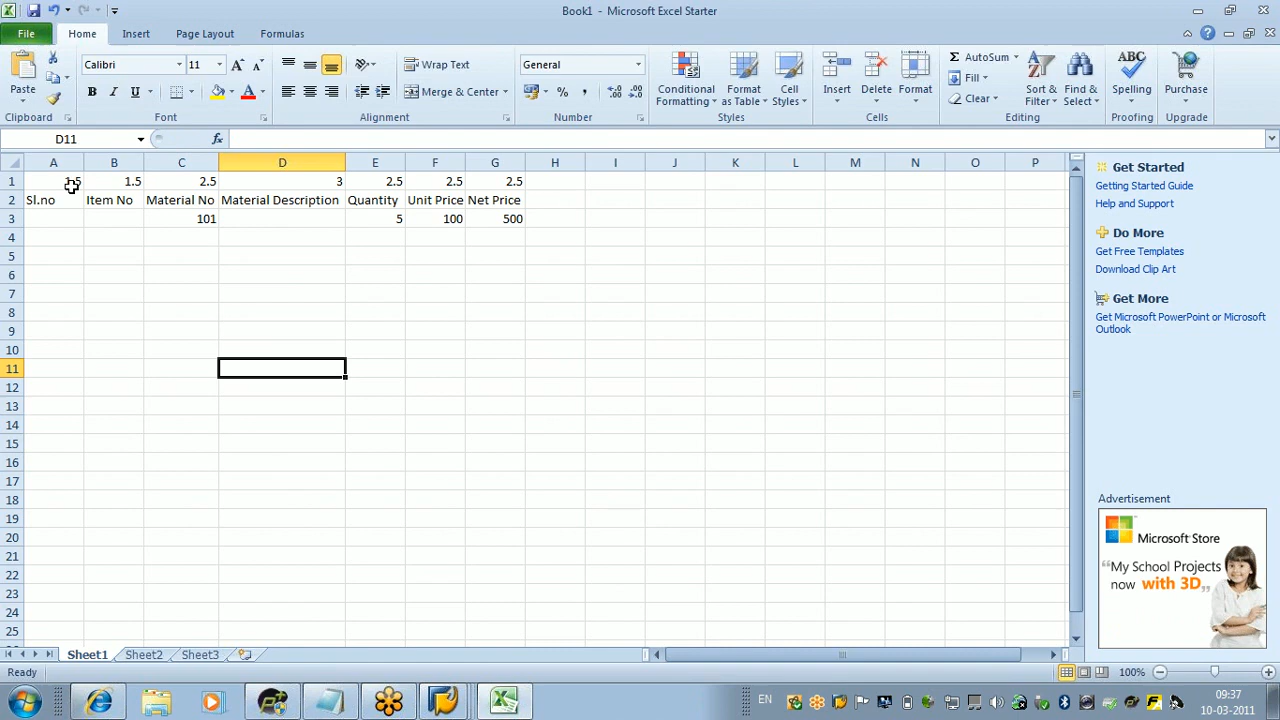 Book1 - Microsoft Excel Starter
File Home Insert Page Layout Formulas
Calibri 11 Wrap Text General AutoSum
Paste Conditional Formatting Format as Table Cell Styles Insert Delete Format Fill Sort & Filter Find & Select Spelling Purchase
B I U Merge & Center % , Clear
Clipboard Font Alignment Number Styles Cells Editing Proofing Upgrade
D11 fx
A B C D E F G H I J K L M N O P
1 1.5 1.5 2.5 3 2.5 2.5 2.5
2 Sl.no Item No Material No Material Description Quantity Unit Price Net Price
3 101 5 100 500
4
5
6
7
8
9
10
11
12
13
14
15
16
17
18
19
20
21
22
23
24
25
Get Started
Getting Started Guide
Help and Support
Do More
Get Free Templates
Download Clip Art
Get More
Get Microsoft PowerPoint or Microsoft
Outlook
Advertisement
Microsoft Store
"My School Projects
now with 3D"
Sheet1 Sheet2 Sheet3
Ready 100%
EN 09:37
10-03-2011